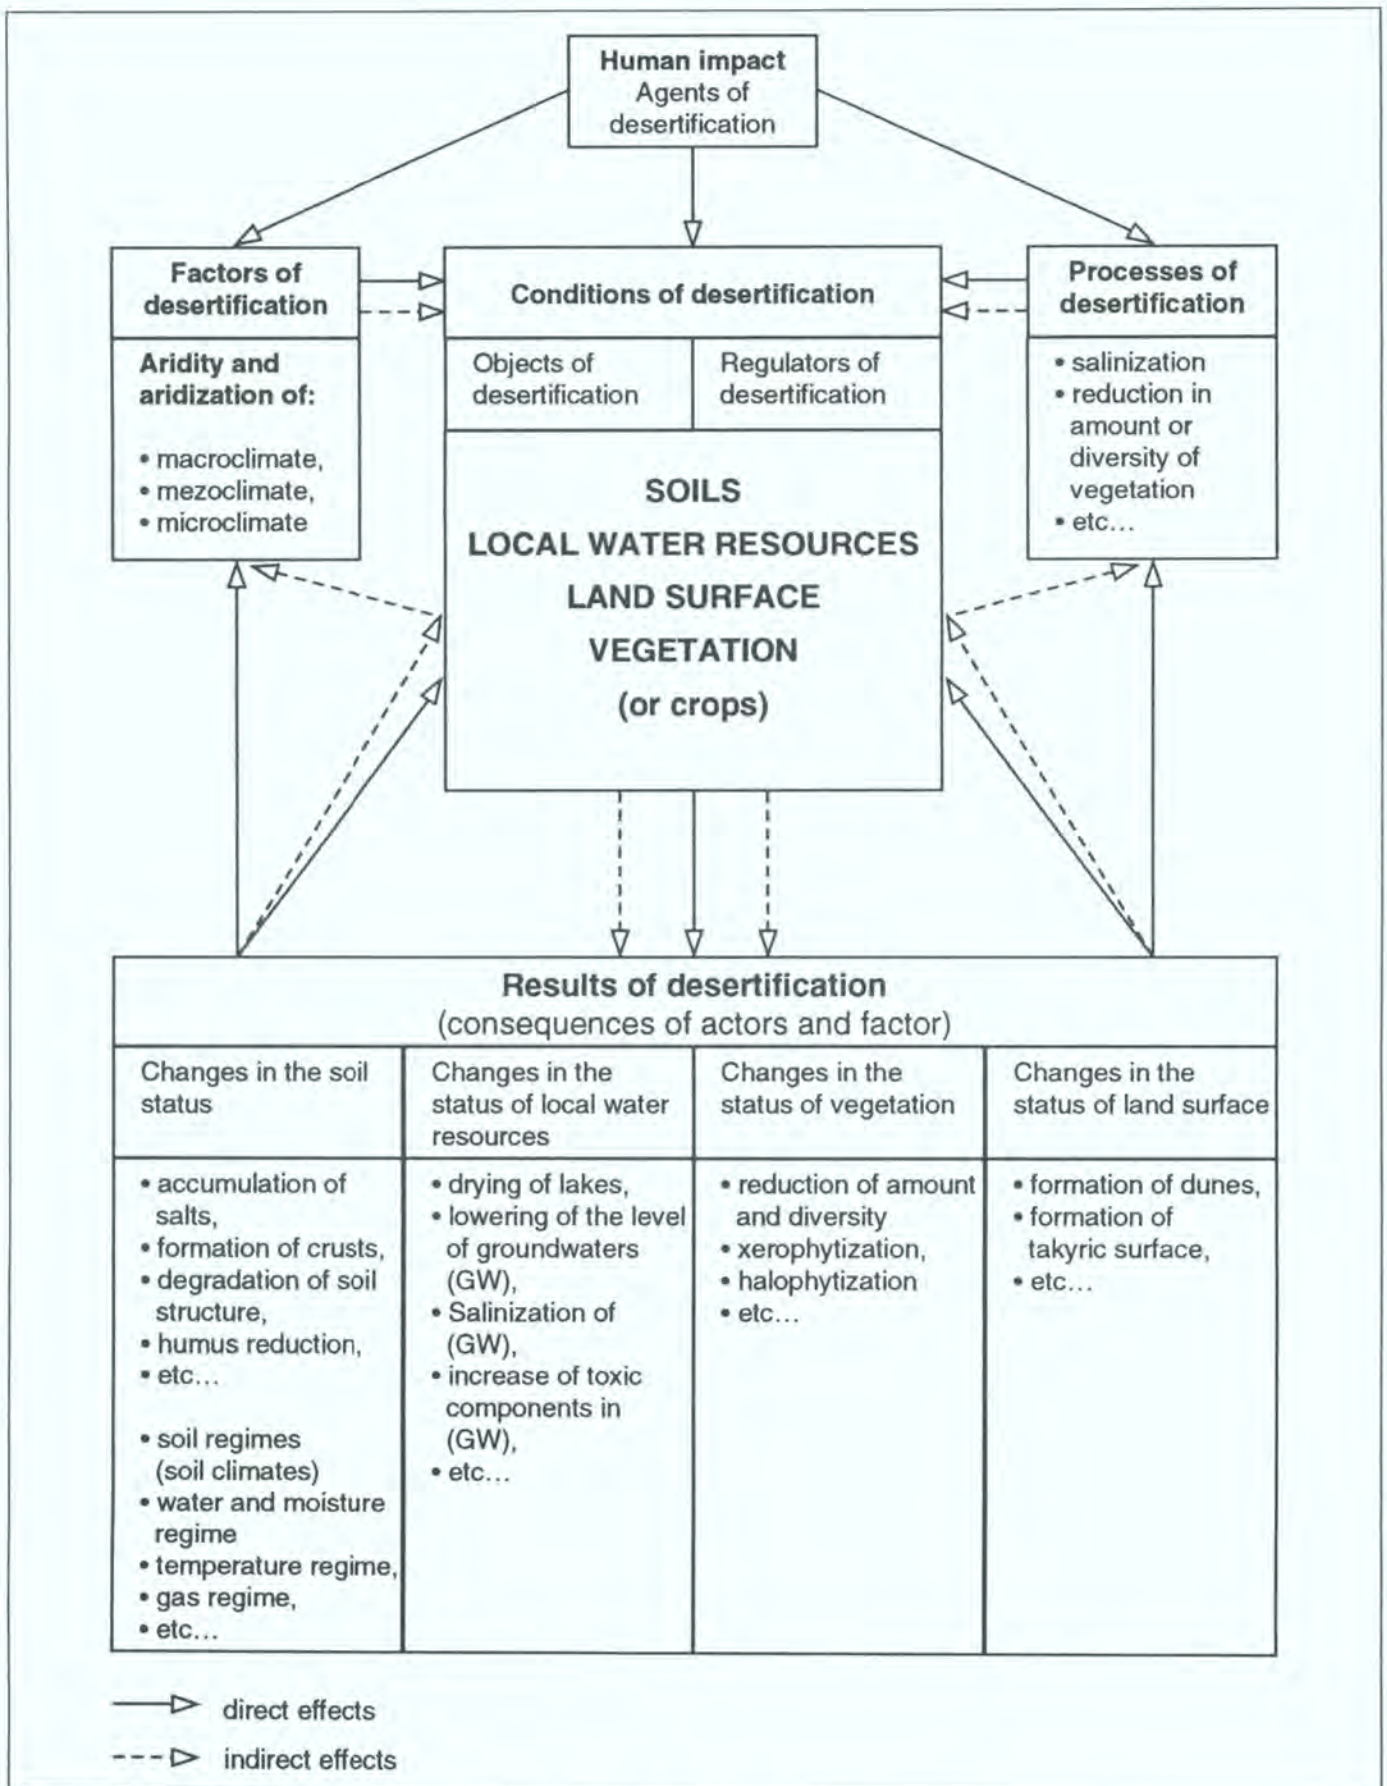 Human impact
Agents of
desertification
Factors of
desertification
Aridity and
aridization of:
• macroclimate,
• mezoclimate,
• microclimate
Conditions of desertification
Objects of
desertification
Regulators of
desertification
SOILS
LOCAL WATER RESOURCES
LAND SURFACE
VEGETATION
(or crops)
Processes of
desertification
• salinization
• reduction in
amount or
diversity of
vegetation
• etc...
Results of desertification
(consequences of actors and factor)
Changes in the soil
status
• accumulation of
salts,
• formation of crusts,
• degradation of soil
structure,
• humus reduction,
• etc...
• soil regimes
(soil climates)
• water and moisture
regime
• temperature regime,
• gas regime,
• etc...
Changes in the
status of local water
resources
• drying of lakes,
• lowering of the level
of groundwaters
(GW),
• Salinization of
(GW),
• increase of toxic
components in
(GW),
• etc...
Changes in the
status of vegetation
• reduction of amount
and diversity
• xerophytization,
• halophytization
• etc...
Changes in the
status of land surface
• formation of dunes,
• formation of
takyric surface,
• etc...
direct effects
indirect effects